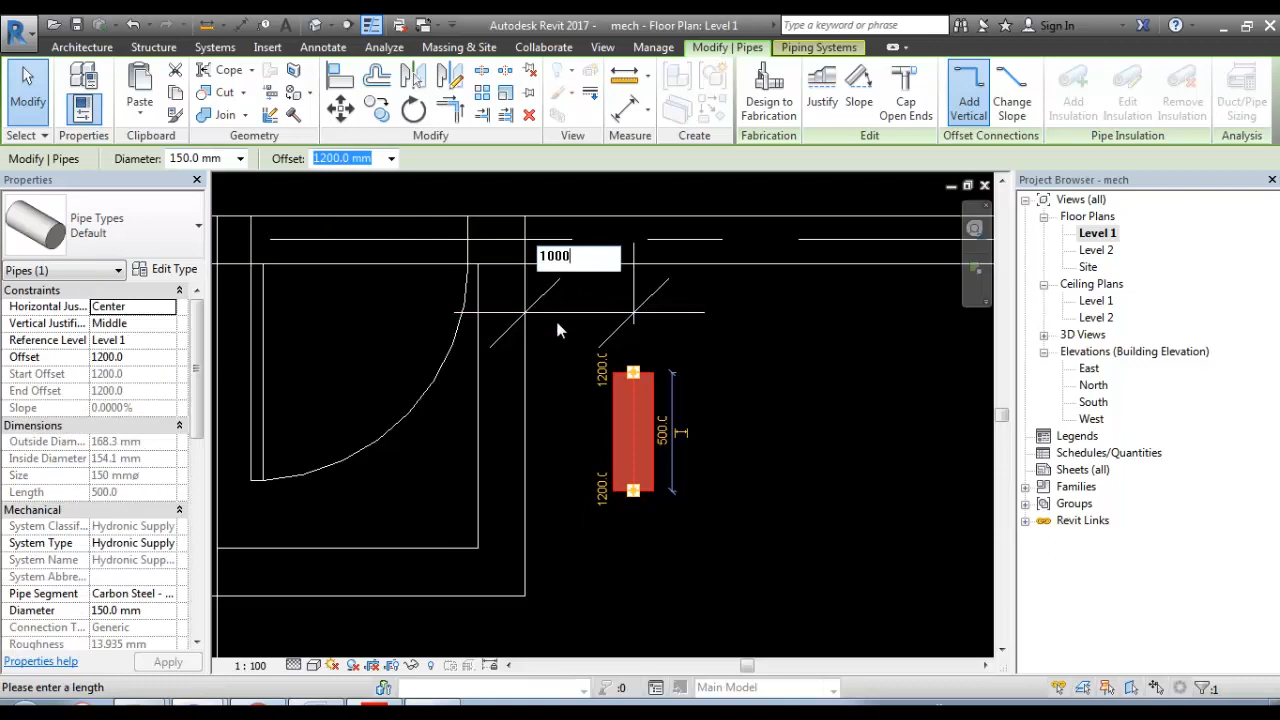 Autodesk Revit 2017 - mech - Floor Plan: Level 1
Type a keyword or phrase
Sign In
Architecture Structure Systems Insert Annotate Analyze Massing & Site Collaborate View Manage Modify | Pipes Piping Systems
Modify
Paste
Cope
Cut
Join
Design to Fabrication
Justify
Slope
Cap Open Ends
Add Vertical
Change Slope
Add Insulation
Edit Insulation
Remove Insulation
Duct/Pipe Sizing
Select Properties Clipboard Geometry Modify View Measure Create Fabrication Edit Offset Connections Pipe Insulation Analysis
Modify | Pipes Diameter: 150.0 mm Offset: 1200.0 mm
Properties
Pipe Types
Default
Pipes (1) Edit Type
Constraints
Horizontal Jus... Center
Vertical Justifi... Middle
Reference Level Level 1
Offset 1200.0
Start Offset 1200.0
End Offset 1200.0
Slope 0.0000%
Dimensions
Outside Diam... 168.3 mm
Inside Diameter 154.1 mm
Size 150 mmø
Length 500.0
Mechanical
System Classif... Hydronic Supply
System Type Hydronic Supply
System Name Hydronic Supp...
System Abbre...
Pipe Segment Carbon Steel - ...
Diameter 150.0 mm
Connection T... Generic
Roughness 13.935 mm
Properties help Apply
1000
1200.0
500.0
1200.0
1 : 100
Project Browser - mech
Views (all)
Floor Plans
Level 1
Level 2
Site
Ceiling Plans
Level 1
Level 2
3D Views
Elevations (Building Elevation)
East
North
South
West
Legends
Schedules/Quantities
Sheets (all)
Families
Groups
Revit Links
Please enter a length
:0
Main Model
:1